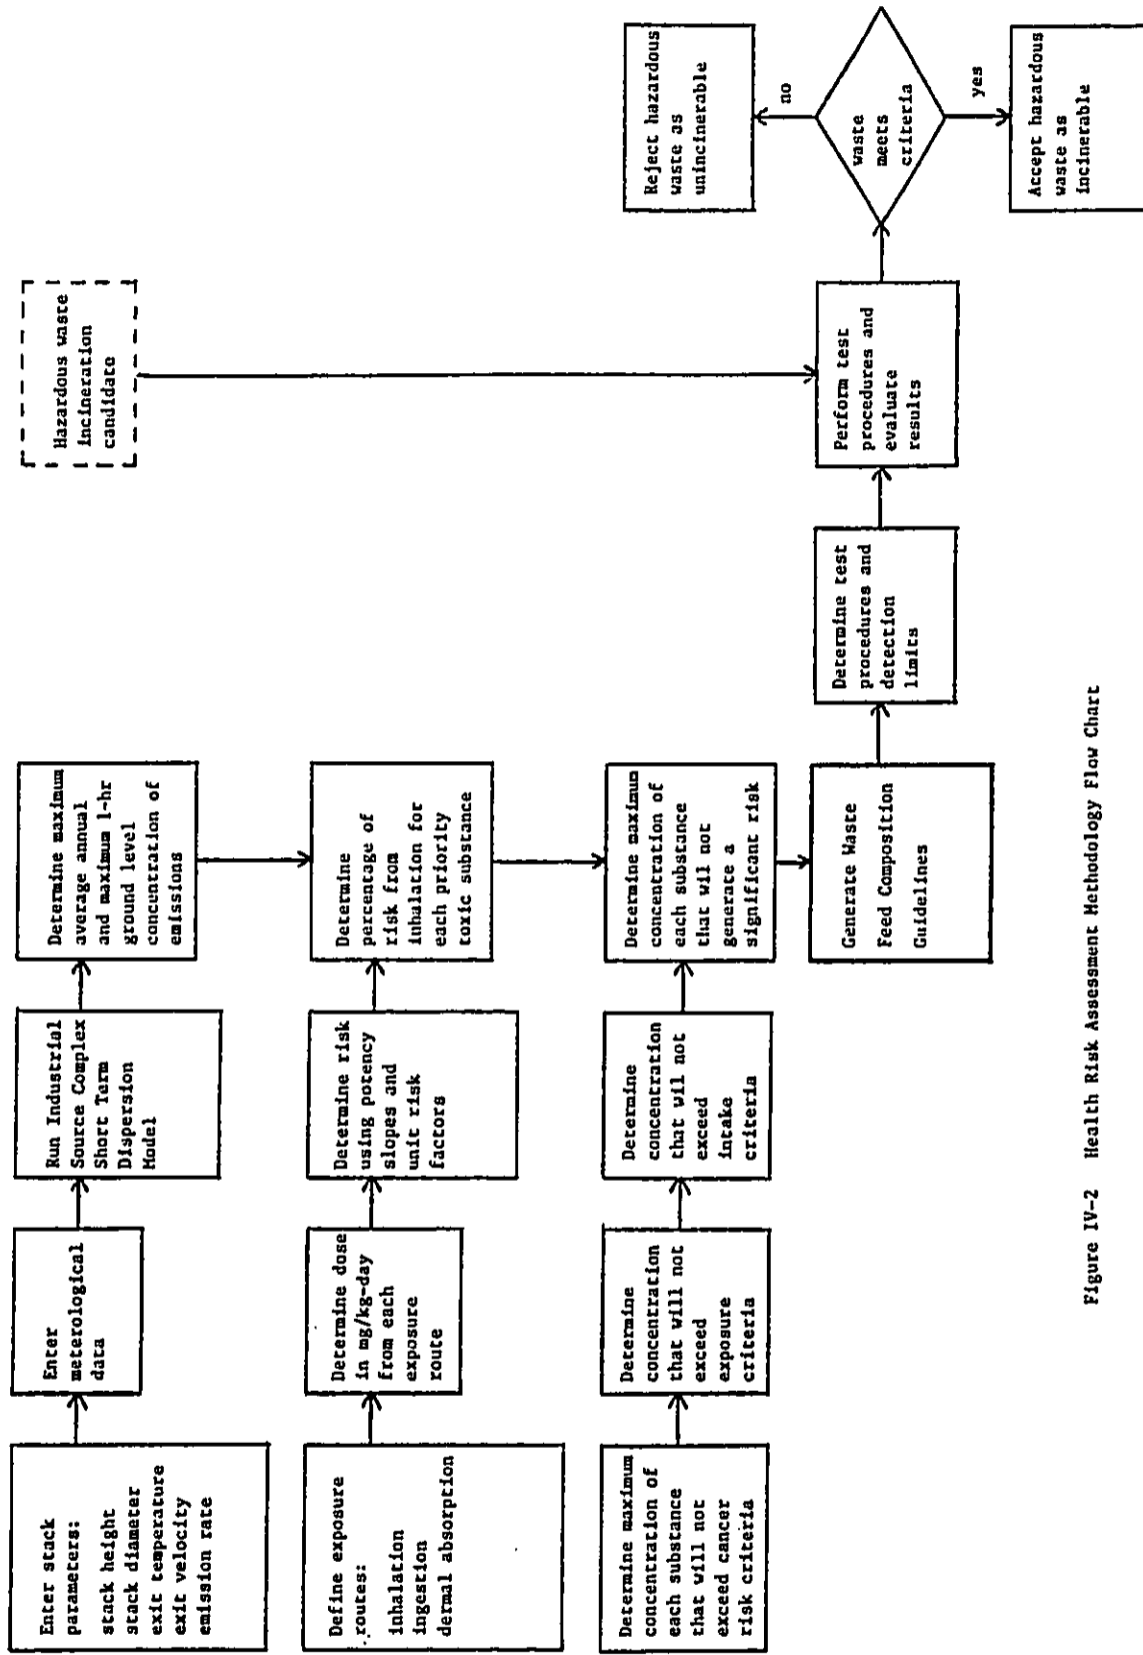 Enter stack
parameters:
stack height
stack diameter
exit temperature
exit velocity
emission rate
Enter
meterological
data
Run Industrial
Source Complex
Short Term
Dispersion
Model
Determine maximum
average annual
and maximum 1-hr
ground level
concentration of
emissions
Hazardous waste
incineration
candidate
Define exposure
routes:
inhalation
ingestion
dermal absorption
Determine dose
in mg/kg-day
from each
exposure
route
Determine risk
using potency
slopes and
unit risk
factors
Determine
percentage of
risk from
inhalation for
each priority
toxic substance
Determine maximum
concentration of
each substance
that will not
exceed cancer
risk criteria
Determine
concentration
that will not
exceed
exposure
criteria
Determine
concentration
that wil not
exceed
intake
criteria
Determine maximum
concentration of
each substance
that wil not
generate a
significant risk
Generate Waste
Feed Composition
Guidelines
Determine test
procedures and
detection
limits
Perform test
procedures and
evaluate
results
waste
meets
criteria
no
Reject hazardous
waste as
unincinerable
yes
Accept hazardous
waste as
incinerable
Figure IV-2 Health Risk Assessment Methodology Flow Chart